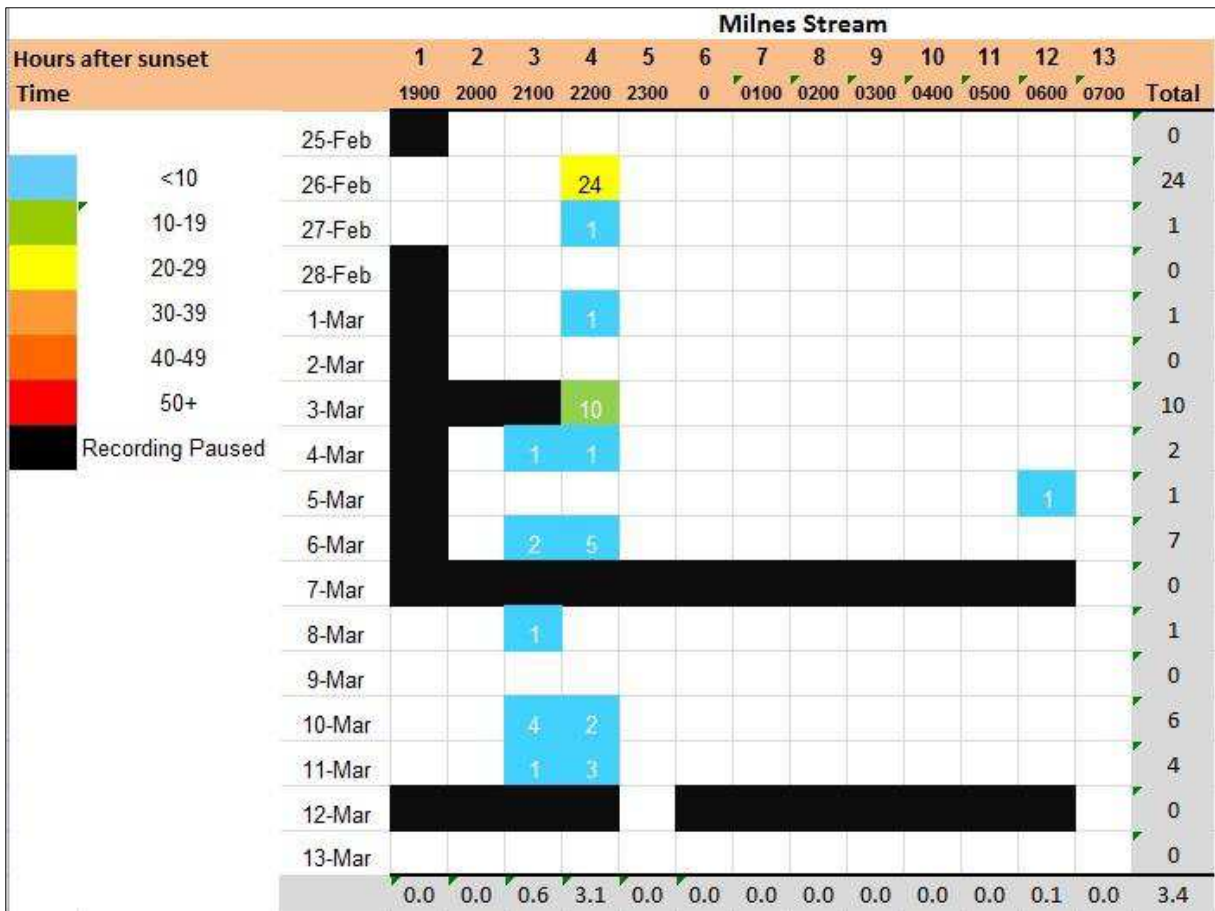 Milnes Stream
Hours after sunset 1 2 3 4 5 6 7 8 9 10 11 12 13
Time 1900 2000 2100 2200 2300 0 0100 0200 0300 0400 0500 0600 0700 Total
25-Feb 0
<10 26-Feb 24 24
10-19 27-Feb 1 1
20-29 28-Feb 0
30-39 1-Mar 1 1
40-49 2-Mar 0
50+ 3-Mar 10 10
Recording Paused 4-Mar 1 1 2
5-Mar 1 1
6-Mar 2 5 7
7-Mar 0
8-Mar 1 1
9-Mar 0
10-Mar 4 2 6
11-Mar 1 3 4
12-Mar 0
13-Mar 0
0.0 0.0 0.6 3.1 0.0 0.0 0.0 0.0 0.0 0.0 0.0 0.1 0.0 3.4